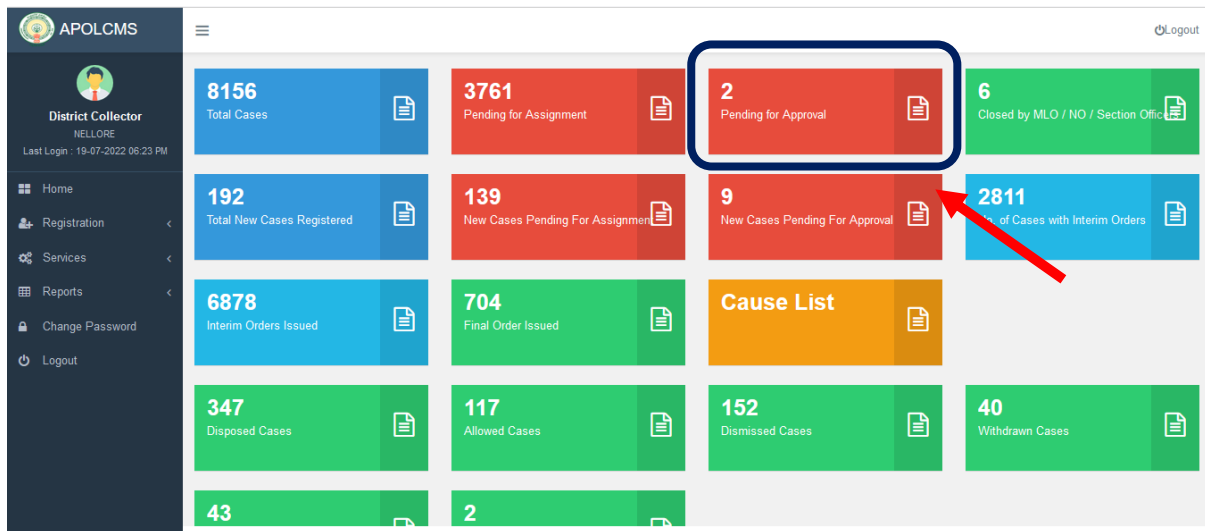 APOLCMS
Logout
District Collector
NELLORE
Last Login : 19-07-2022 06:23 PM
Home
Registration
Services
Reports
Change Password
Logout
8156
Total Cases
3761
Pending for Assignment
2
Pending for Approval
6
Closed by MLO / NO / Section Officers
192
Total New Cases Registered
139
New Cases Pending For Assignment
9
New Cases Pending For Approval
2811
of Cases with Interim Orders
6878
Interim Orders Issued
704
Final Order Issued
Cause List
347
Disposed Cases
117
Allowed Cases
152
Dismissed Cases
40
Withdrawn Cases
43
2